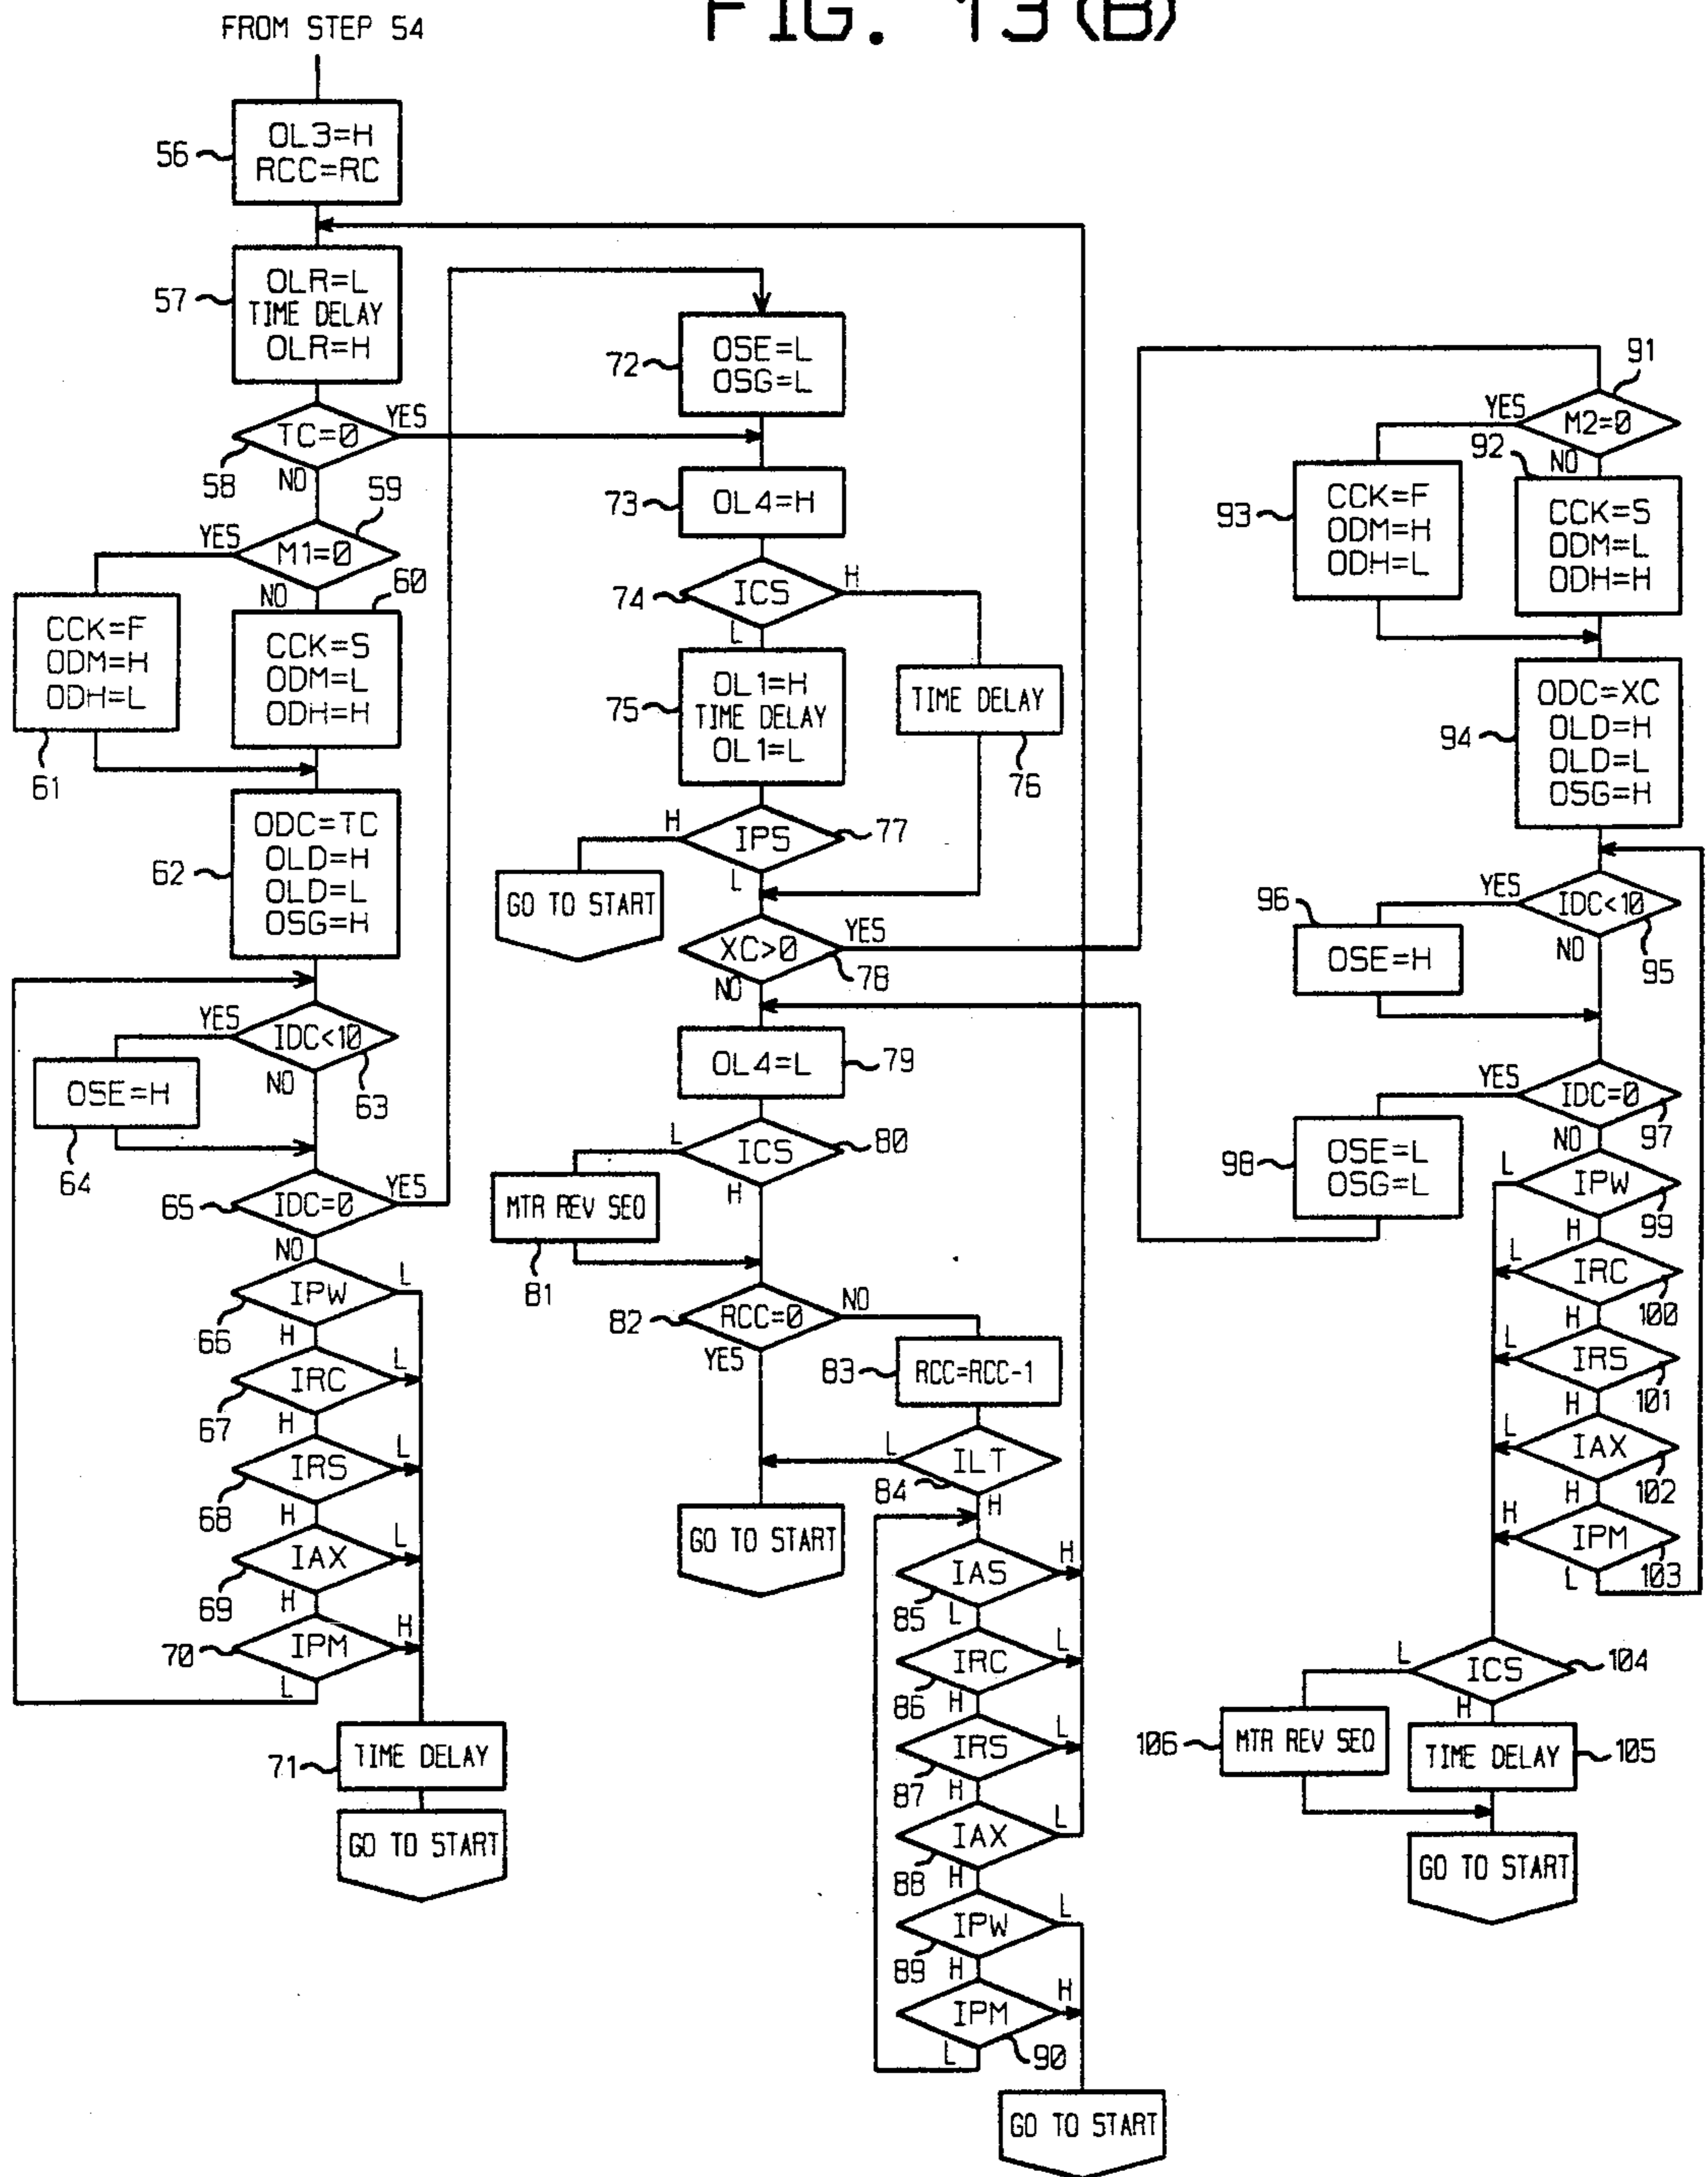 FIG. 13(B)
FROM STEP 54
56
OL3=H
RCC=RC
57
OLR=L
TIME DELAY
OLR=H
TC=0
YES
58
NO
59
YES
M1=0
NO
60
CCK=F
ODM=H
ODH=L
61
CCK=S
ODM=L
ODH=H
62
ODC=TC
OLD=H
OLD=L
OSG=H
YES
IDC<10
NO
63
OSE=H
64
65
IDC=0
YES
NO
IPW
L
66
H
IRC
L
67
H
IRS
L
68
H
IAX
L
69
H
70
IPM
H
L
71
TIME DELAY
GO TO START
72
OSE=L
OSG=L
73
OL4=H
74
ICS
H
L
75
OL1=H
TIME DELAY
OL1=L
TIME DELAY
76
H
IPS
77
L
GO TO START
XC>0
YES
78
NO
OL4=L
79
L
ICS
80
H
MTR REV SEQ
81
82
RCC=0
NO
YES
83
RCC=RCC-1
L
ILT
84
H
GO TO START
IAS
H
85
L
IRC
L
86
H
IRS
L
87
H
IAX
L
88
H
IPW
L
89
H
IPM
H
L
90
GO TO START
91
YES
M2=0
92
NO
93
CCK=F
ODM=H
ODH=L
CCK=S
ODM=L
ODH=H
94
ODC=XC
OLD=H
OLD=L
OSG=H
96
YES
IDC<10
NO
95
OSE=H
YES
IDC=0
NO
97
98
OSE=L
OSG=L
L
IPW
99
H
L
IRC
100
H
L
IRS
101
H
L
IAX
102
H
H
IPM
103
L
L
ICS
104
H
106
MTR REV SEQ
TIME DELAY
105
GO TO START